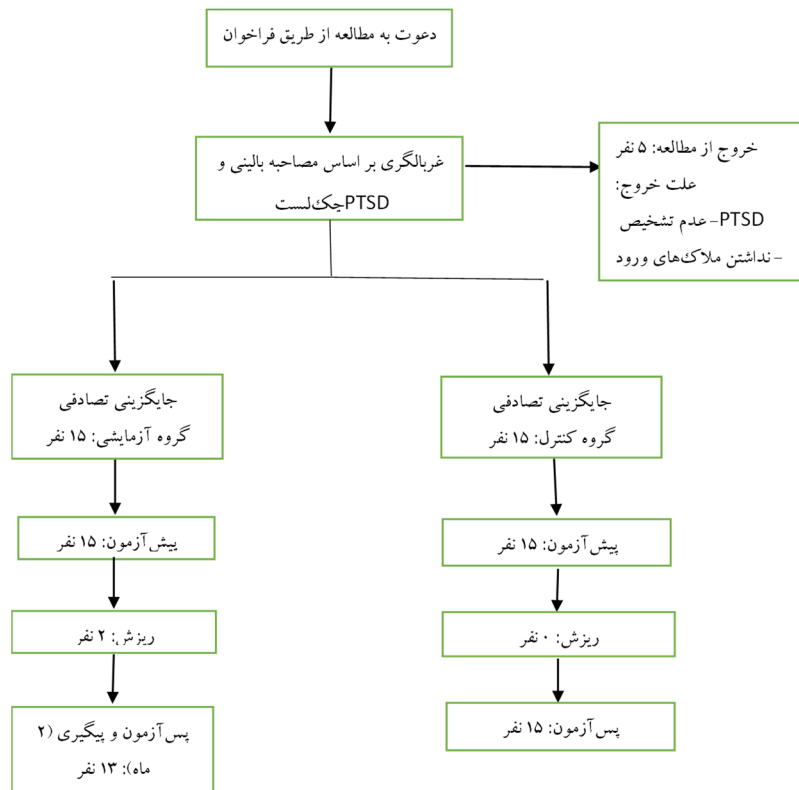 دعوت به مطالعه از طریق فراخوان
غربالگری بر اساس مصاحبه بالینی و
چک‌لیست PTSD
خروج از مطالعه: ۵ نفر
علت خروج:
– عدم تشخیص PTSD
– نداشتن ملاک‌های ورود
جایگزینی تصادفی
گروه کنترل: ۱۵ نفر
پیش‌آزمون: ۱۵ نفر
ریزش: ۰ نفر
پس‌آزمون: ۱۵ نفر
جایگزینی تصادفی
گروه آزمایشی: ۱۵ نفر
پیش‌آزمون: ۱۵ نفر
ریزش: ۲ نفر
پس‌آزمون و پیگیری (۲
ماه): ۱۳ نفر